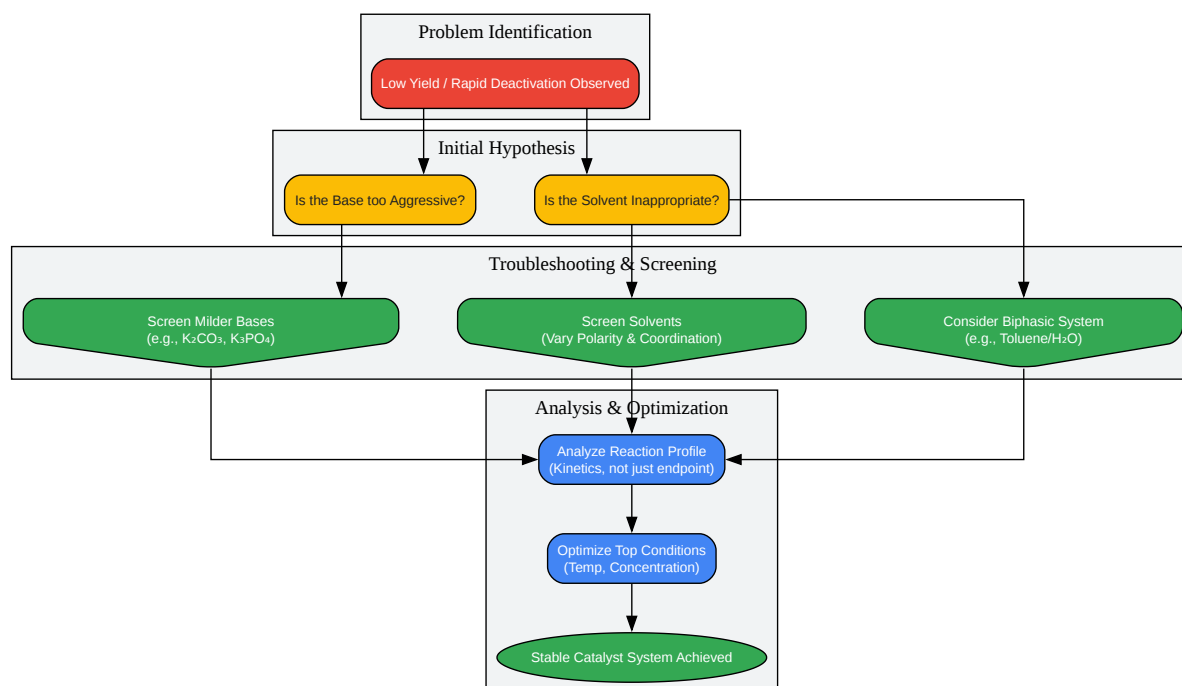 Problem Identification
Low Yield / Rapid Deactivation Observed
Initial Hypothesis
Is the Base too Aggressive?
Is the Solvent Inappropriate?
Troubleshooting & Screening
Screen Milder Bases
(e.g., K₂CO₃, K₃PO₄)
Screen Solvents
(Vary Polarity & Coordination)
Consider Biphasic System
(e.g., Toluene/H₂O)
Analysis & Optimization
Analyze Reaction Profile
(Kinetics, not just endpoint)
Optimize Top Conditions
(Temp, Concentration)
Stable Catalyst System Achieved